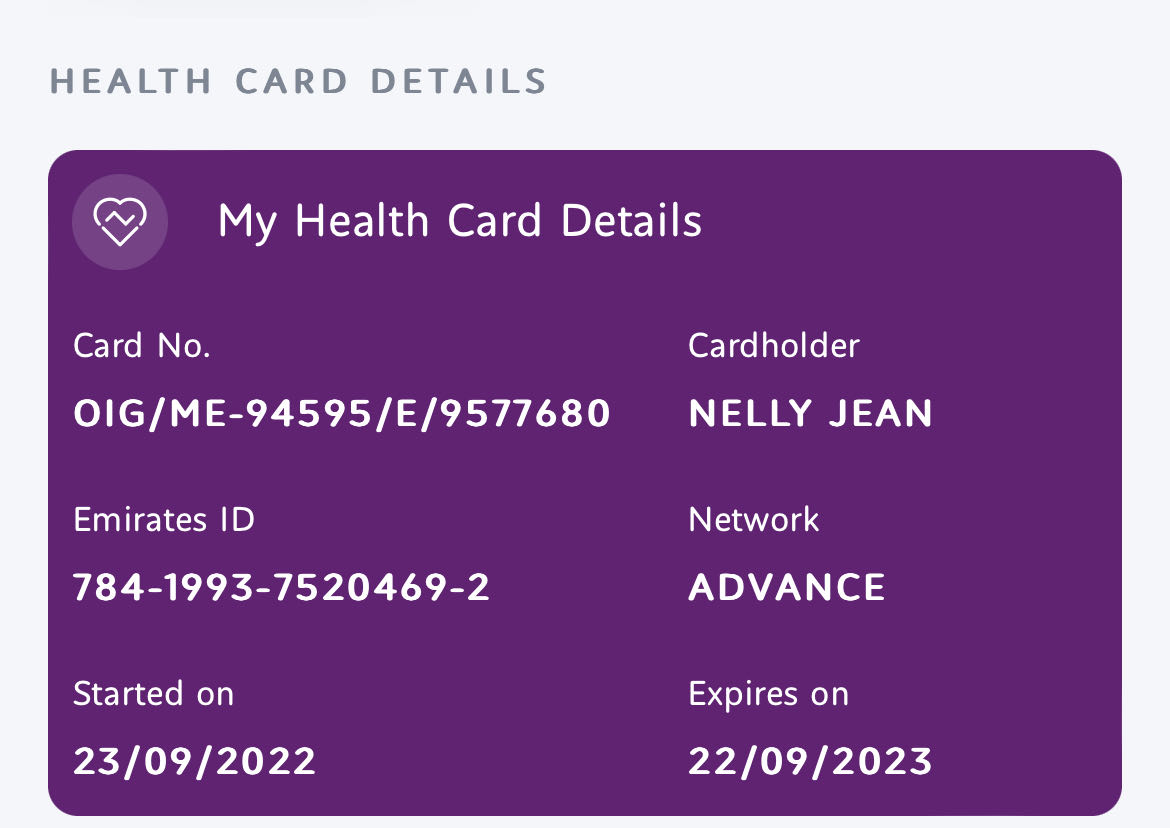 HEALTH CARD DETAILS
My Health Card Details
Card No.
Cardholder
OIG/ME-94595/E/9577680
NELLY JEAN
Emirates ID
Network
784-1993-7520469-2
ADVANCE
Started on
Expires on
23/09/2022
22/09/2023